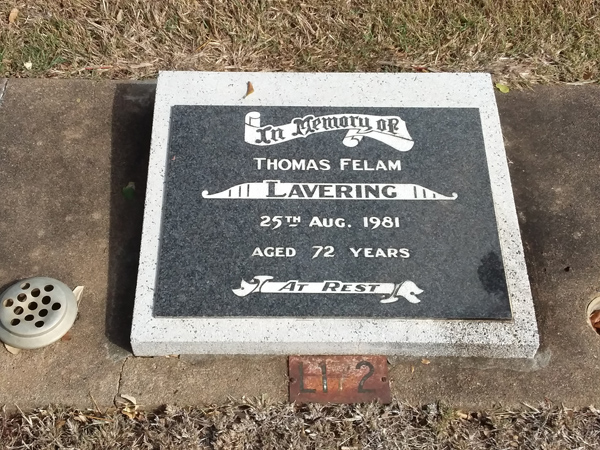 In Memory of
THOMAS FELAM
LAVERING
25TH AUG. 1981
AGED 72 YEARS
AT REST
L1 2